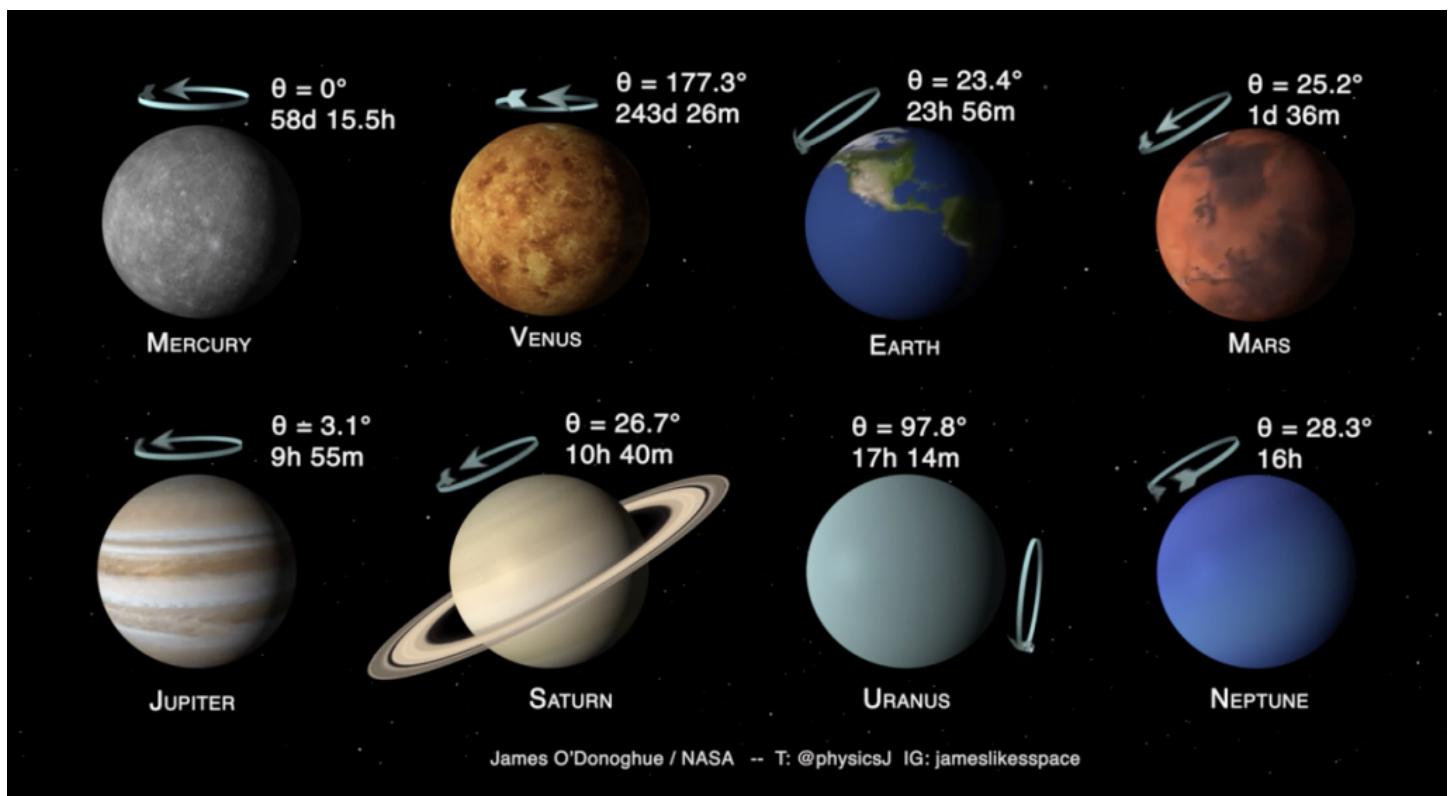 θ = 0°
58d 15.5h
MERCURY
θ = 177.3°
243d 26m
VENUS
θ = 23.4°
23h 56m
EARTH
θ = 25.2°
1d 36m
MARS
θ = 3.1°
9h 55m
JUPITER
θ = 26.7°
10h 40m
SATURN
θ = 97.8°
17h 14m
URANUS
θ = 28.3°
16h
NEPTUNE
James O'Donoghue / NASA -- T: @physicsJ IG: jameslikesspace